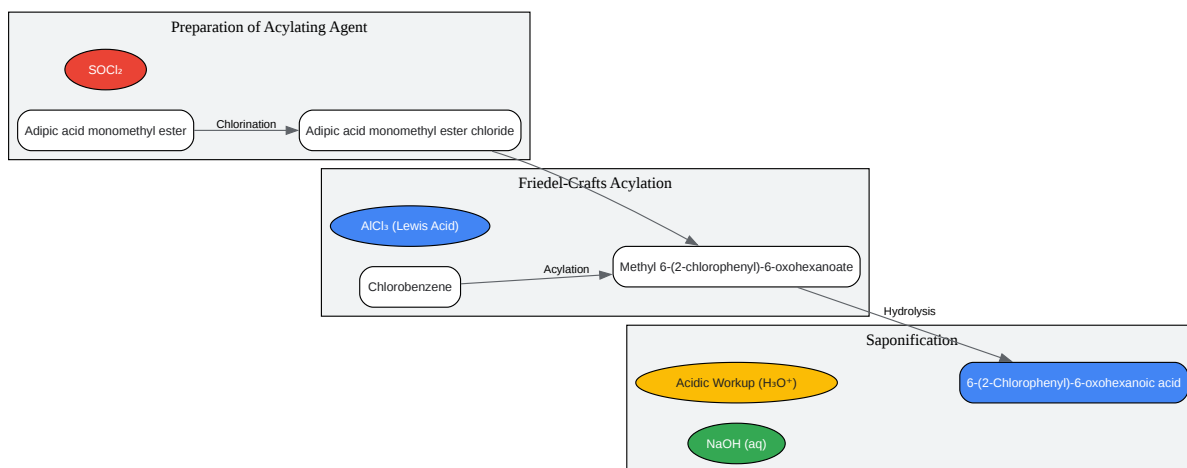 Preparation of Acylating Agent
SOCl₂
Adipic acid monomethyl ester
Chlorination
Adipic acid monomethyl ester chloride
Friedel-Crafts Acylation
AlCl₃ (Lewis Acid)
Chlorobenzene
Acylation
Methyl 6-(2-chlorophenyl)-6-oxohexanoate
Hydrolysis
Saponification
Acidic Workup (H₃O⁺)
6-(2-Chlorophenyl)-6-oxohexanoic acid
NaOH (aq)